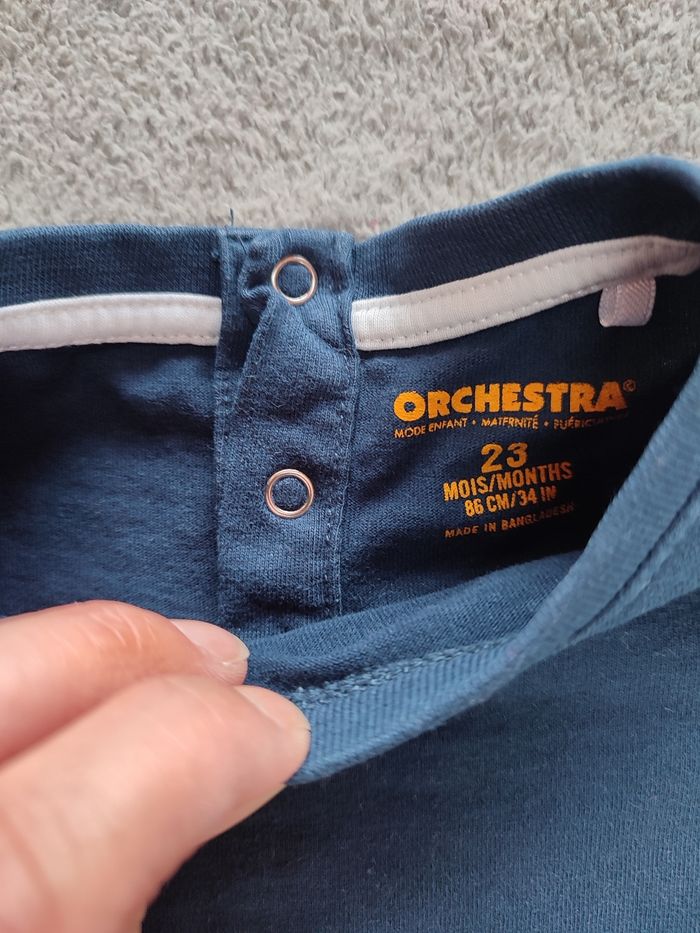 ORCHESTRA©
MODE ENFANT • MATERNITÉ •
23
MOIS/MONTHS
86 CM/34 IN
MADE IN BANGLADESH